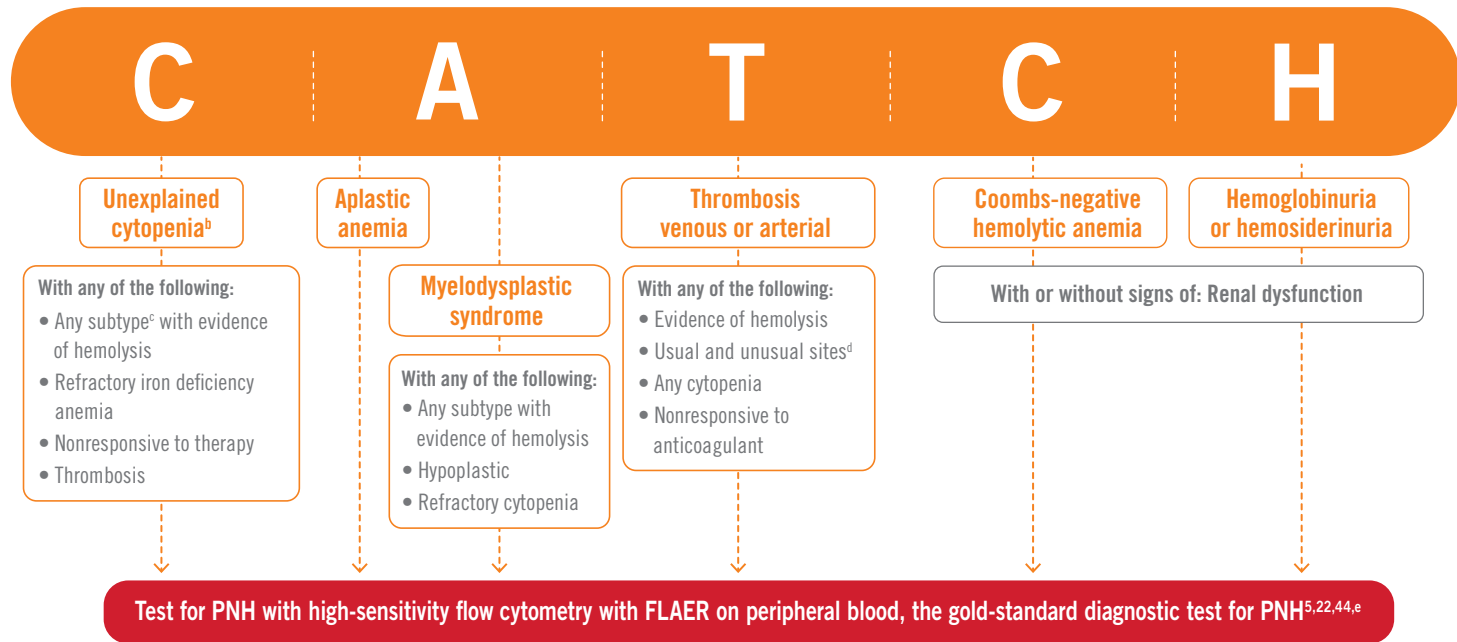 C A T C H
Unexplained
cytopeniaᵇ
With any of the following:
• Any subtypeᶜ with evidence
of hemolysis
• Refractory iron deficiency
anemia
• Nonresponsive to therapy
• Thrombosis
Aplastic
anemia
Myelodysplastic
syndrome
With any of the following:
• Any subtype with
evidence of hemolysis
• Hypoplastic
• Refractory cytopenia
Thrombosis
venous or arterial
With any of the following:
• Evidence of hemolysis
• Usual and unusual sitesᵈ
• Any cytopenia
• Nonresponsive to
anticoagulant
Coombs-negative
hemolytic anemia
Hemoglobinuria
or hemosiderinuria
With or without signs of: Renal dysfunction
Test for PNH with high-sensitivity flow cytometry with FLAER on peripheral blood, the gold-standard diagnostic test for PNH⁵,²²,⁴⁴,ᵉ